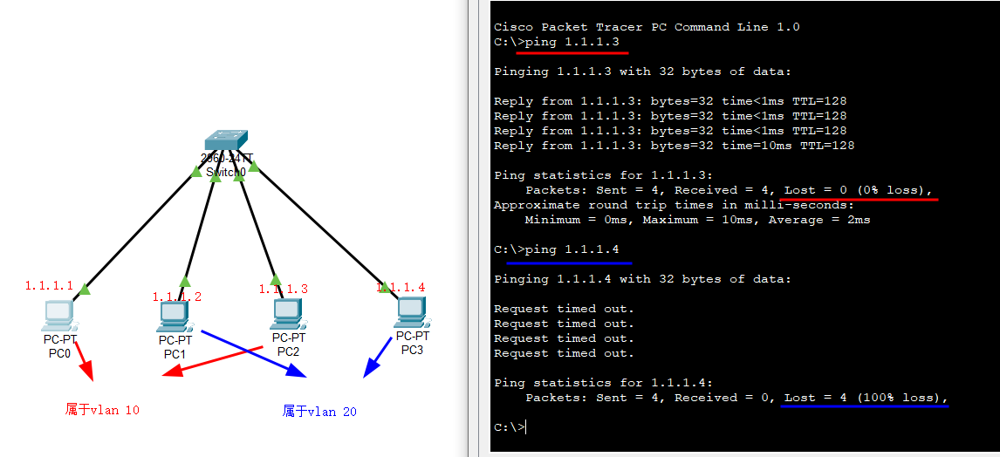 2960-24TT
Switch0
1.1.1.1
1.1.1.2
1.1.1.3
1.1.1.4
PC-PT
PC0
PC-PT
PC1
PC-PT
PC2
PC-PT
PC3
属于vlan 10
属于vlan 20
Cisco Packet Tracer PC Command Line 1.0
C:\>ping 1.1.1.3
Pinging 1.1.1.3 with 32 bytes of data:
Reply from 1.1.1.3: bytes=32 time<1ms TTL=128
Reply from 1.1.1.3: bytes=32 time<1ms TTL=128
Reply from 1.1.1.3: bytes=32 time<1ms TTL=128
Reply from 1.1.1.3: bytes=32 time=10ms TTL=128
Ping statistics for 1.1.1.3:
Packets: Sent = 4, Received = 4, Lost = 0 (0% loss),
Approximate round trip times in milli-seconds:
Minimum = 0ms, Maximum = 10ms, Average = 2ms
C:\>ping 1.1.1.4
Pinging 1.1.1.4 with 32 bytes of data:
Request timed out.
Request timed out.
Request timed out.
Request timed out.
Ping statistics for 1.1.1.4:
Packets: Sent = 4, Received = 0, Lost = 4 (100% loss),
C:\>